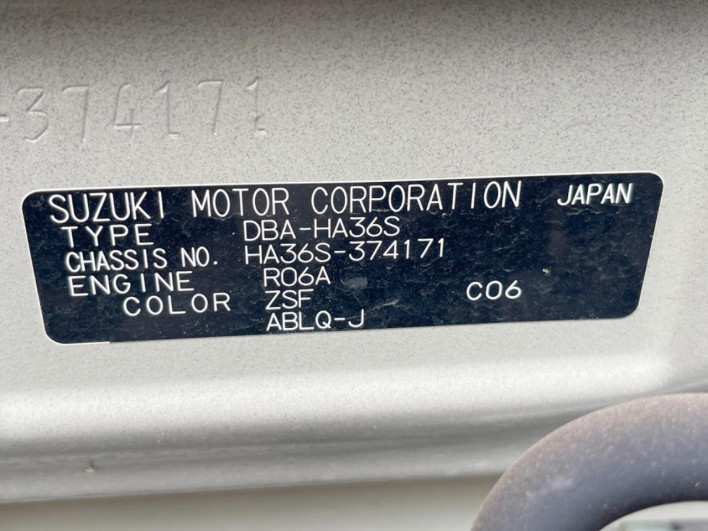 -374171
SUZUKI MOTOR CORPORATION JAPAN
TYPE DBA-HA36S
CHASSIS NO. HA36S-374171
ENGINE R06A
COLOR ZSF C06
ABLQ-J